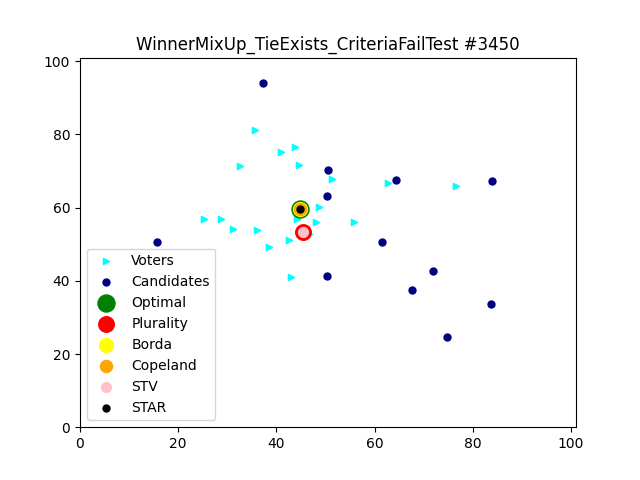 WinnerMixUp_TieExists_CriteriaFailTest #3450
100
80
60
40
20
0
Voters
Candidates
Optimal
Plurality
Borda
Copeland
STV
STAR
0 20 40 60 80 100